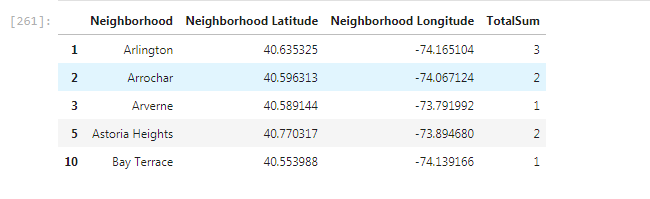 [261]: Neighborhood Neighborhood Latitude Neighborhood Longitude TotalSum
1 Arlington 40.635325 -74.165104 3
2 Arrochar 40.596313 -74.067124 2
3 Arverne 40.589144 -73.791992 1
5 Astoria Heights 40.770317 -73.894680 2
10 Bay Terrace 40.553988 -74.139166 1